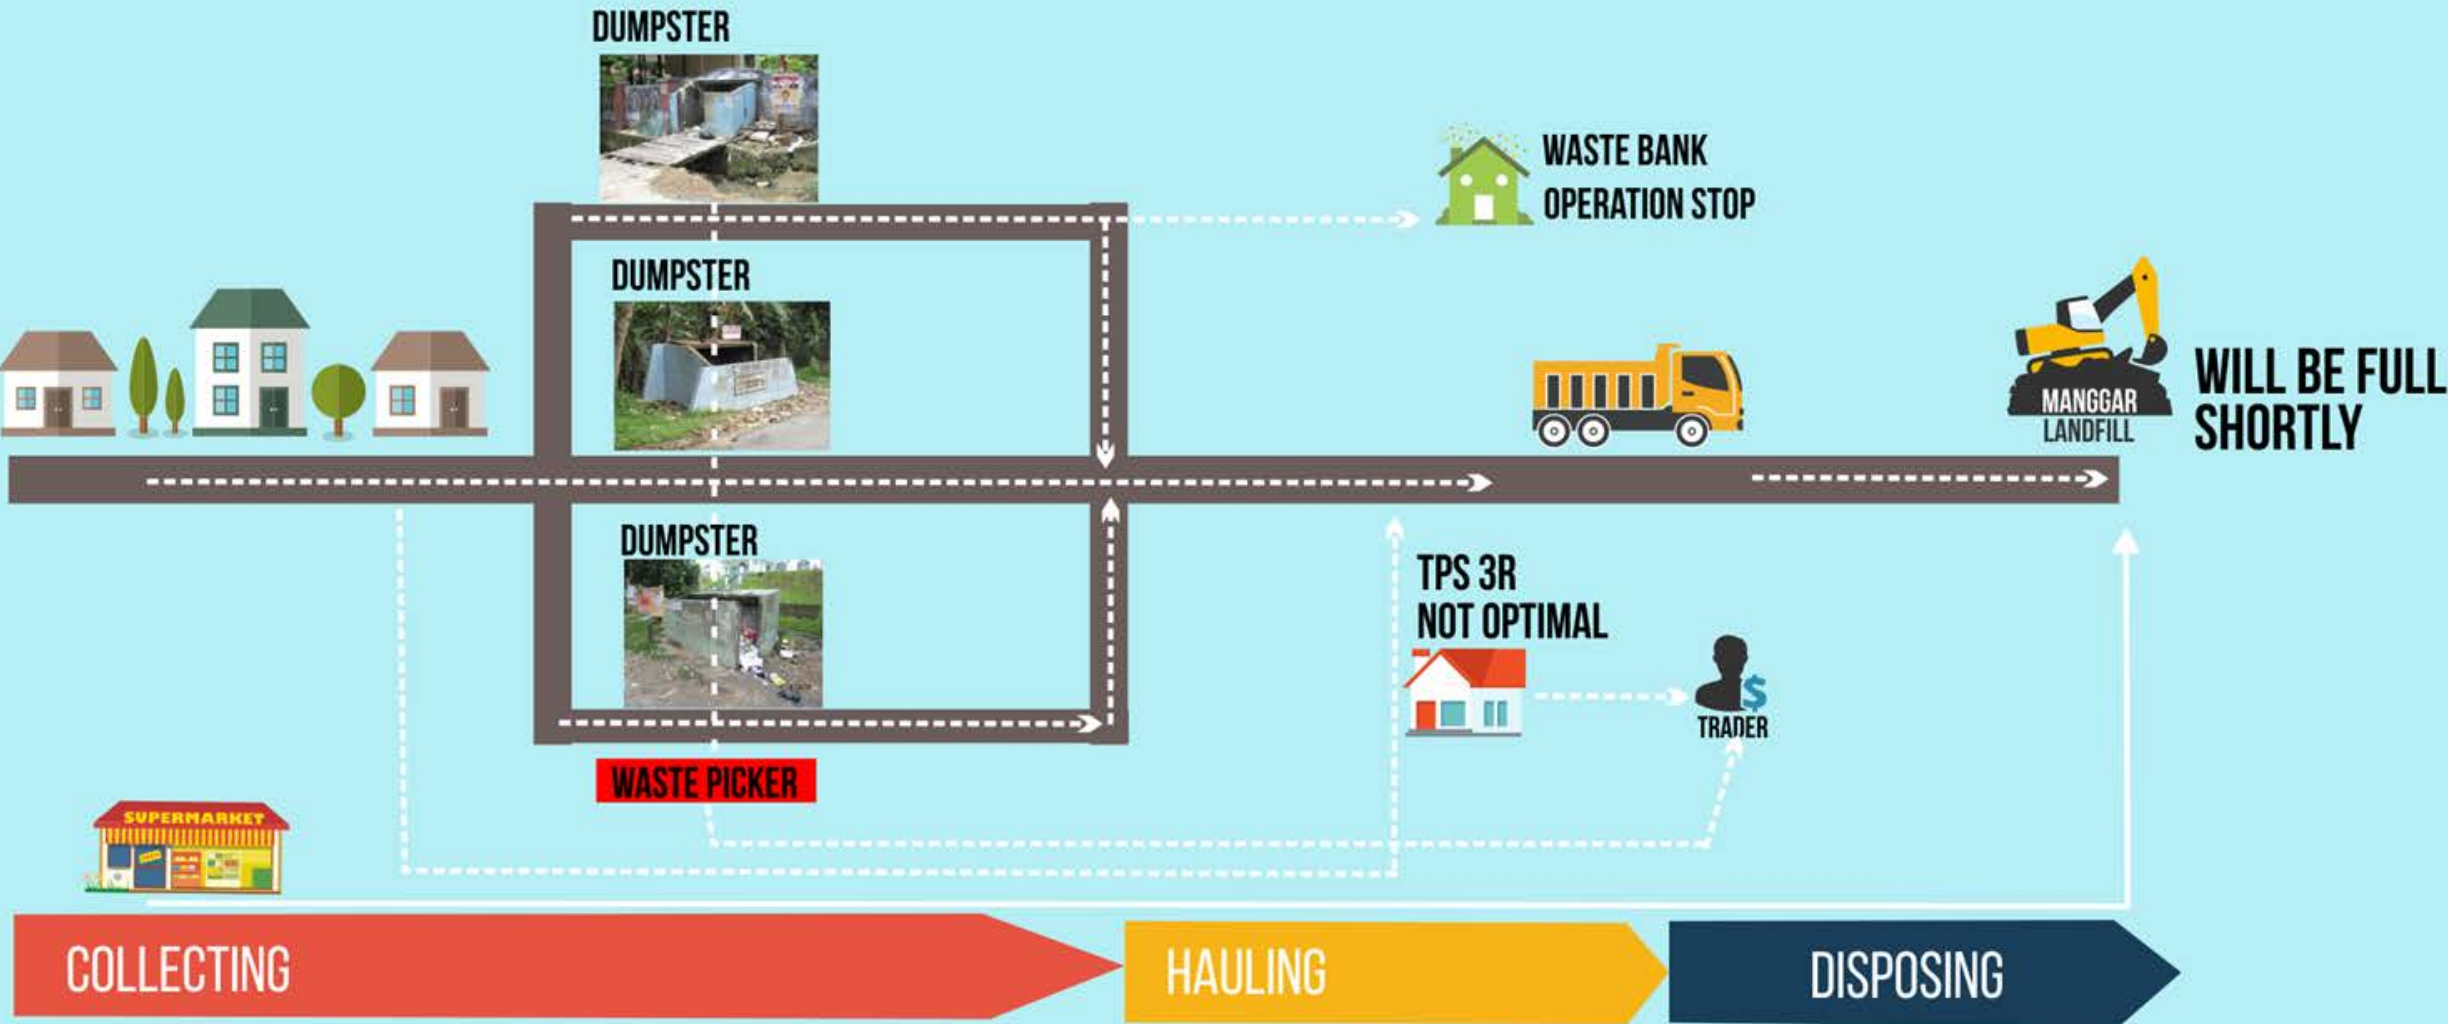 DUMPSTER
WASTE BANK
OPERATION STOP
DUMPSTER
WILL BE FULL
SHORTLY
MANGGAR
LANDFILL
DUMPSTER
TPS 3R
NOT OPTIMAL
TRADER
WASTE PICKER
SUPERMARKET
COLLECTING
HAULING
DISPOSING